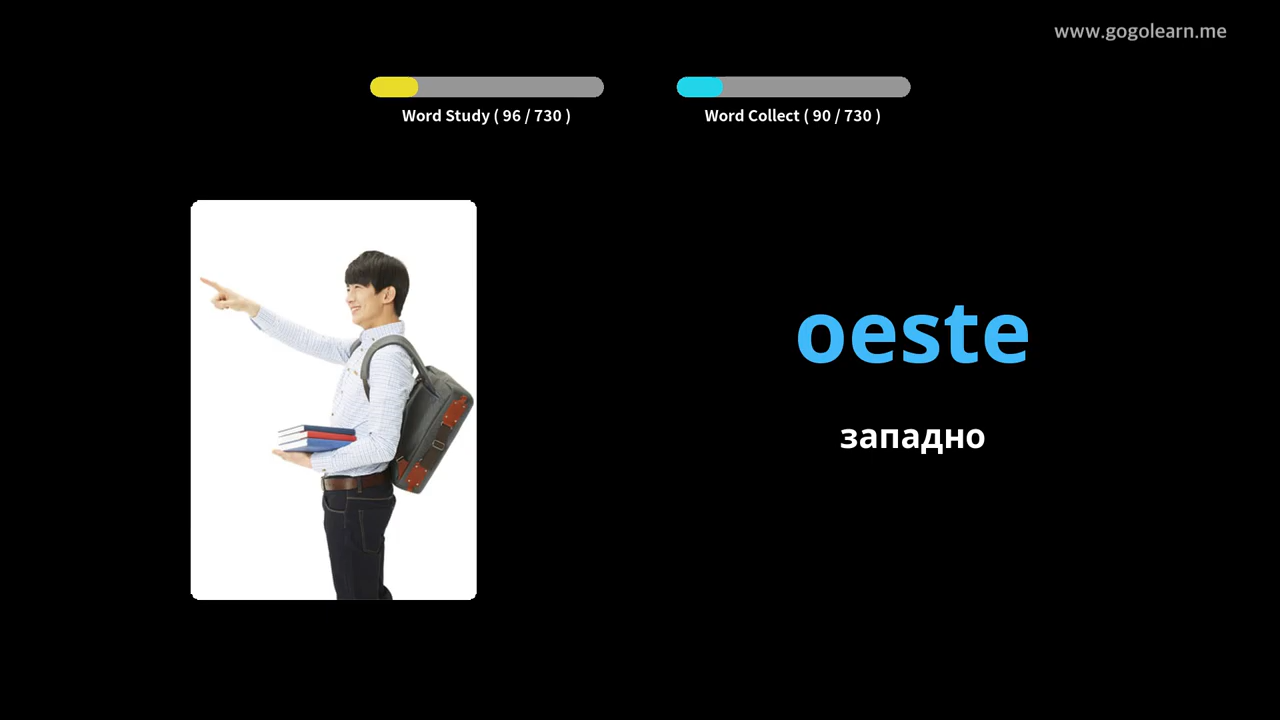 www.gogolearn.me
Word Study ( 96 / 730 )
Word Collect ( 90 / 730 )
oeste
западно